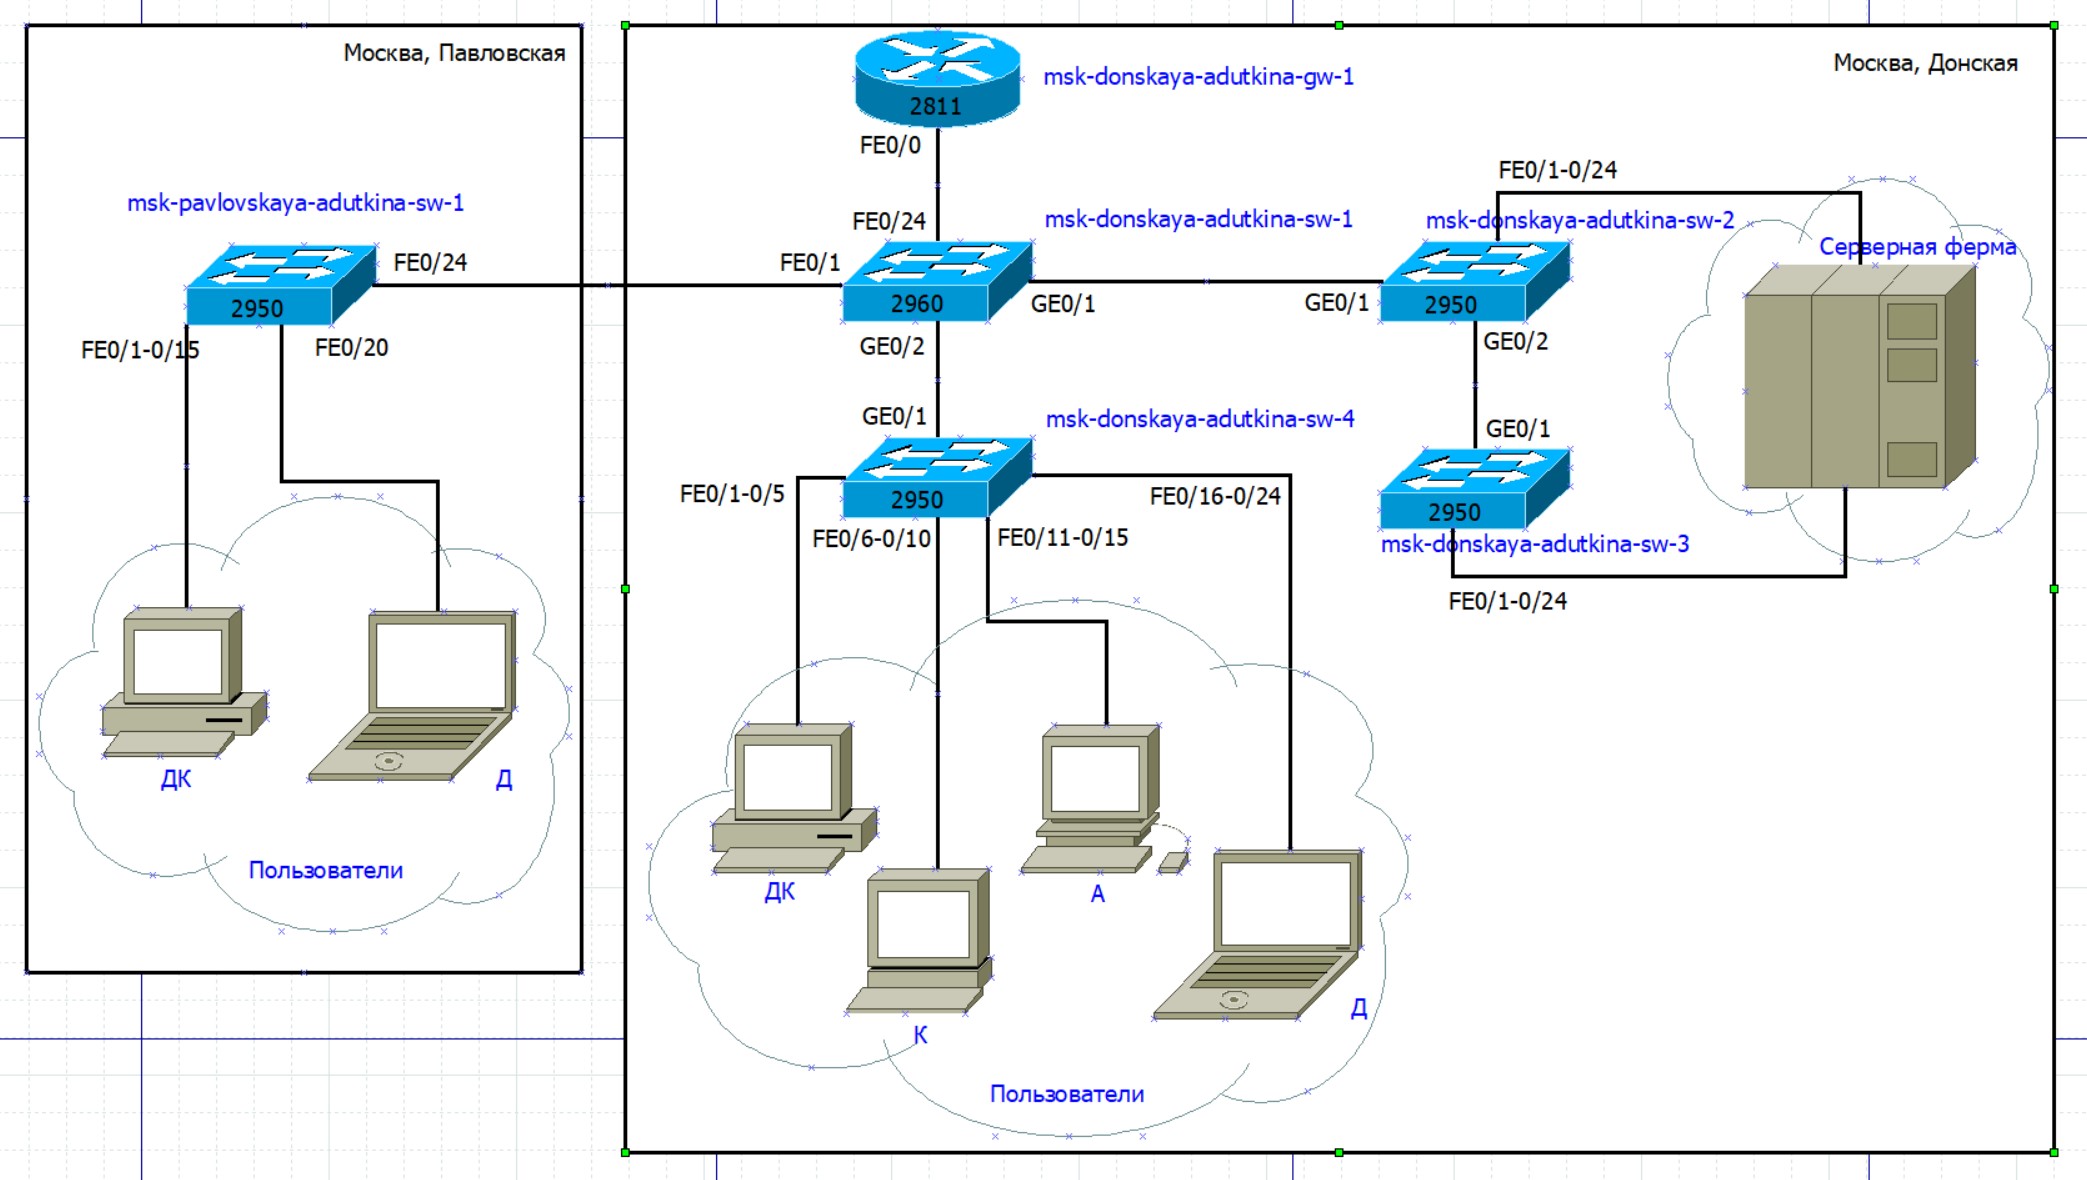 Москва, Павловская
msk-pavlovskaya-adutkina-sw-1
2950
FE0/24
FE0/1-0/15
FE0/20
ДК
Д
Пользователи
Москва, Донская
2811
msk-donskaya-adutkina-gw-1
FE0/0
FE0/24
msk-donskaya-adutkina-sw-1
FE0/1
2960
GE0/1
GE0/2
FE0/1-0/24
msk-donskaya-adutkina-sw-2
Серверная ферма
GE0/1
2950
GE0/2
GE0/1
msk-donskaya-adutkina-sw-4
2950
FE0/1-0/5
FE0/6-0/10
FE0/11-0/15
FE0/16-0/24
GE0/1
2950
msk-donskaya-adutkina-sw-3
FE0/1-0/24
ДК
А
К
Д
Пользователи